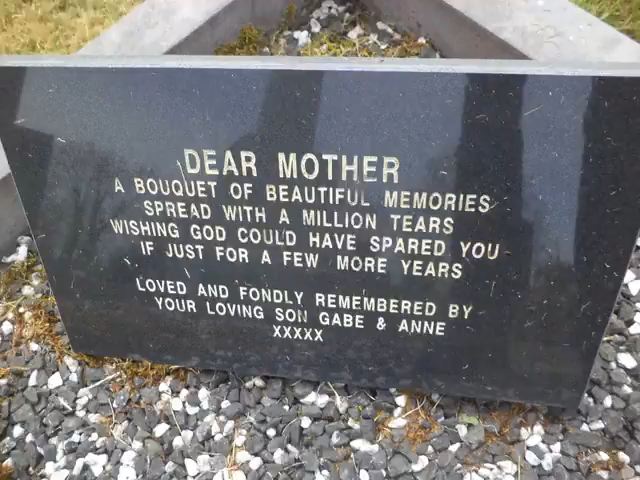 DEAR MOTHER
A BOUQUET OF BEAUTIFUL MEMORIES
SPREAD WITH A MILLION TEARS
WISHING GOD COULD HAVE SPARED YOU
IF JUST FOR A FEW MORE YEARS
LOVED AND FONDLY REMEMBERED BY
YOUR LOVING SON GABE & ANNE
XXXXX